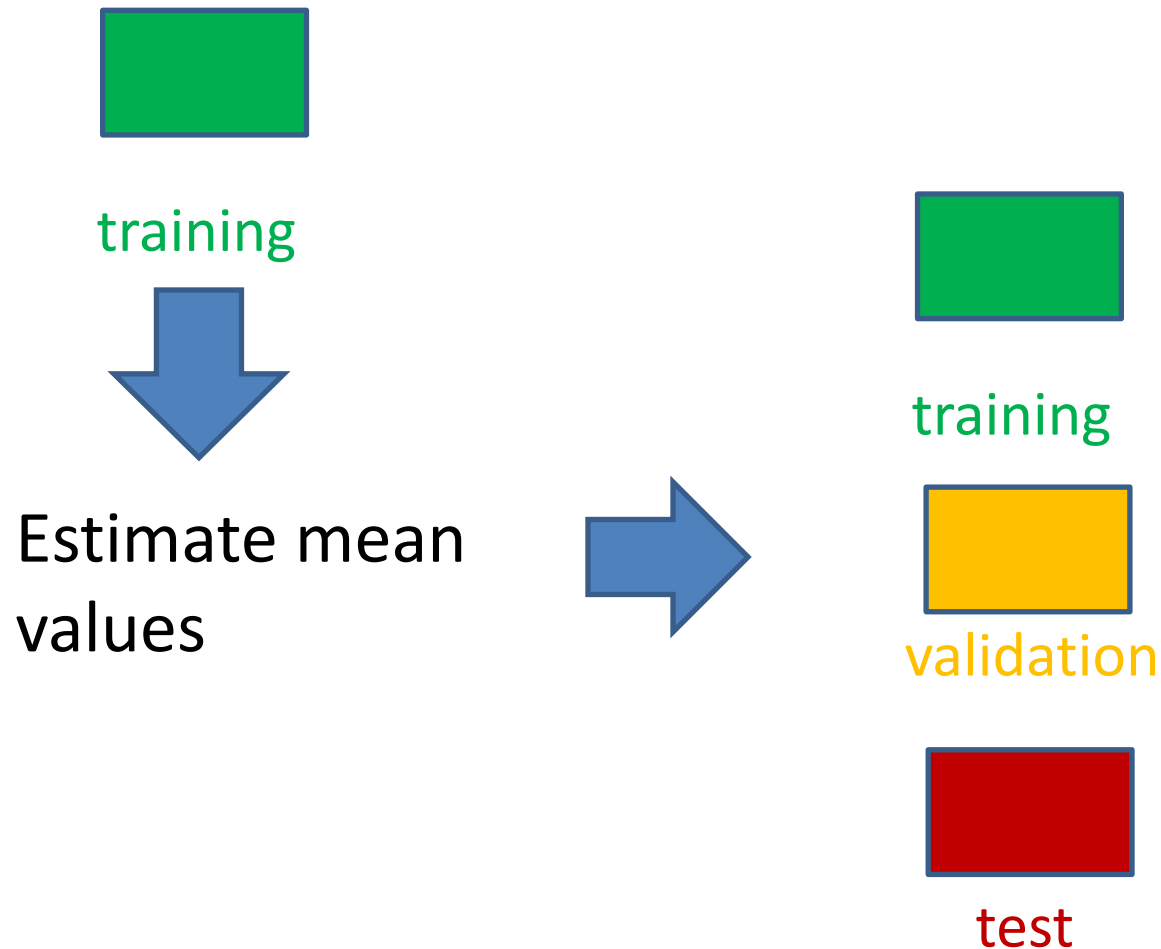 training
Estimate mean
values
training
validation
test